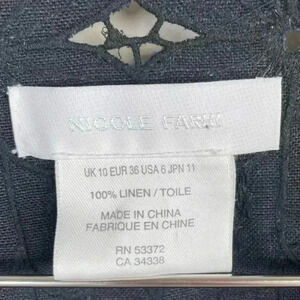 NICOLE FARHI
UK 10 EUR 36 USA 6 JPN 11
100% LINEN / TOILE
MADE IN CHINA
FABRIQUE EN CHINE
RN 53372
CA 34338